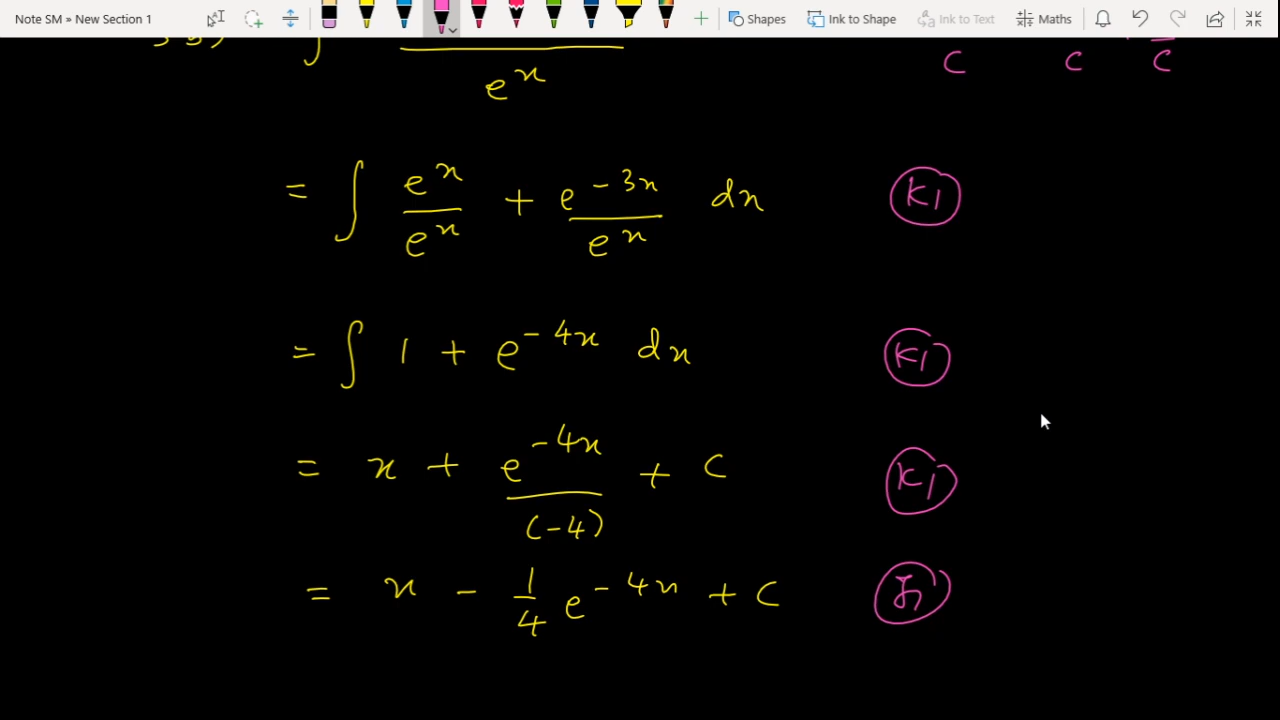 Note SM » New Section 1 Shapes Ink to Shape Ink to Text Maths
∫ ――― c c c̅
e^x
= ∫ e^x/e^x + e^-3x/e^x dx K1
= ∫ 1 + e^-4x dx K1
= x + e^-4x/(-4) + c K1
= x - 1/4 e^-4x + c J1